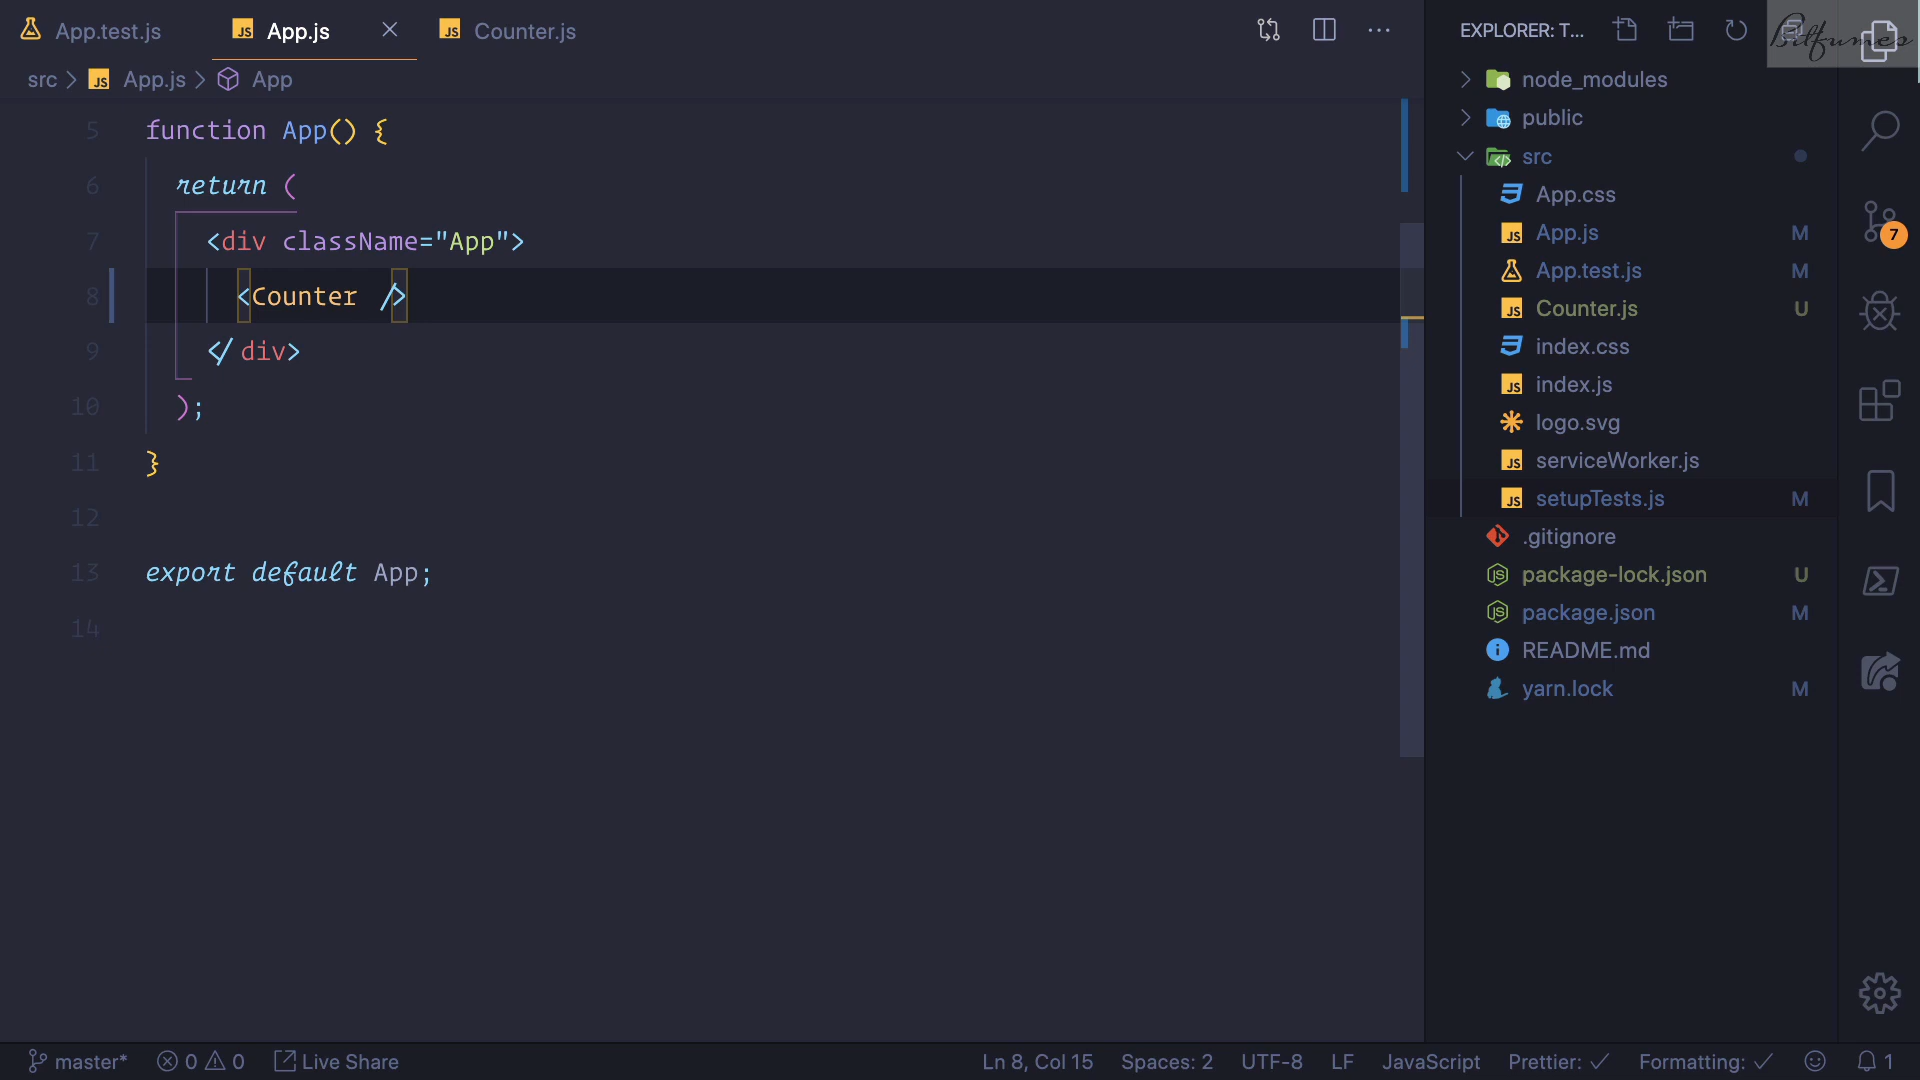 App.test.js
App.js
Counter.js
EXPLORER: T...
Bitfumes
src > App.js > App
5 function App() {
6 return (
7 <div className="App">
8 <Counter />
9 </div>
10 );
11 }
12
13 export default App;
14
node_modules
public
src
App.css
App.js M
App.test.js M
Counter.js U
index.css
index.js
logo.svg
serviceWorker.js
setupTests.js M
.gitignore
package-lock.json U
package.json M
README.md
yarn.lock M
7
master* 0 0 Live Share
Ln 8, Col 15 Spaces: 2 UTF-8 LF JavaScript Prettier: ✓ Formatting: ✓ 1